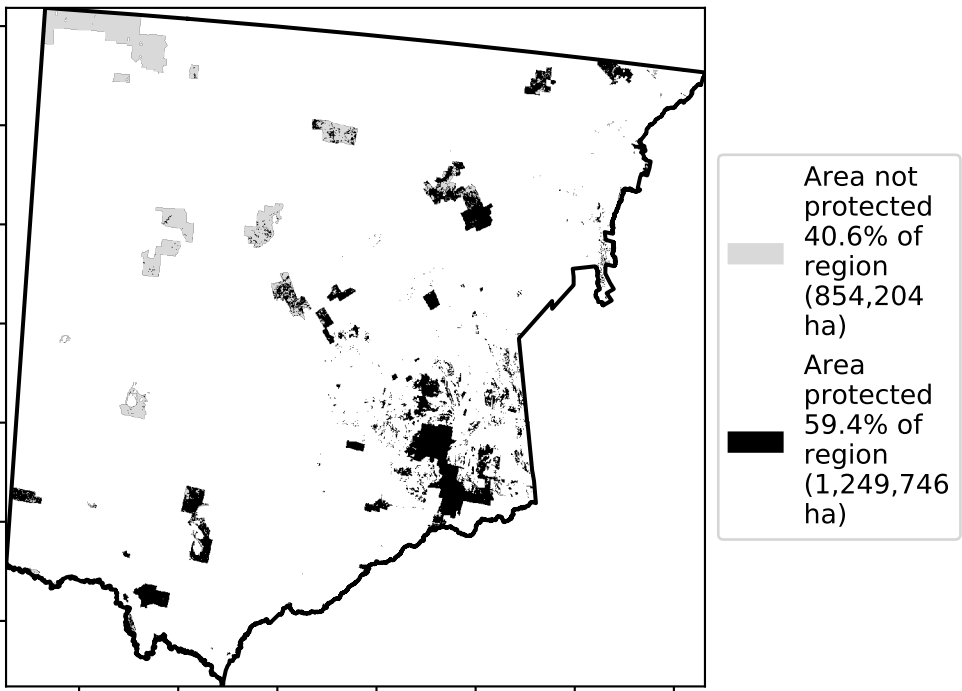 Area not
protected
40.6% of
region
(854,204
ha)
Area
protected
59.4% of
region
(1,249,746
ha)